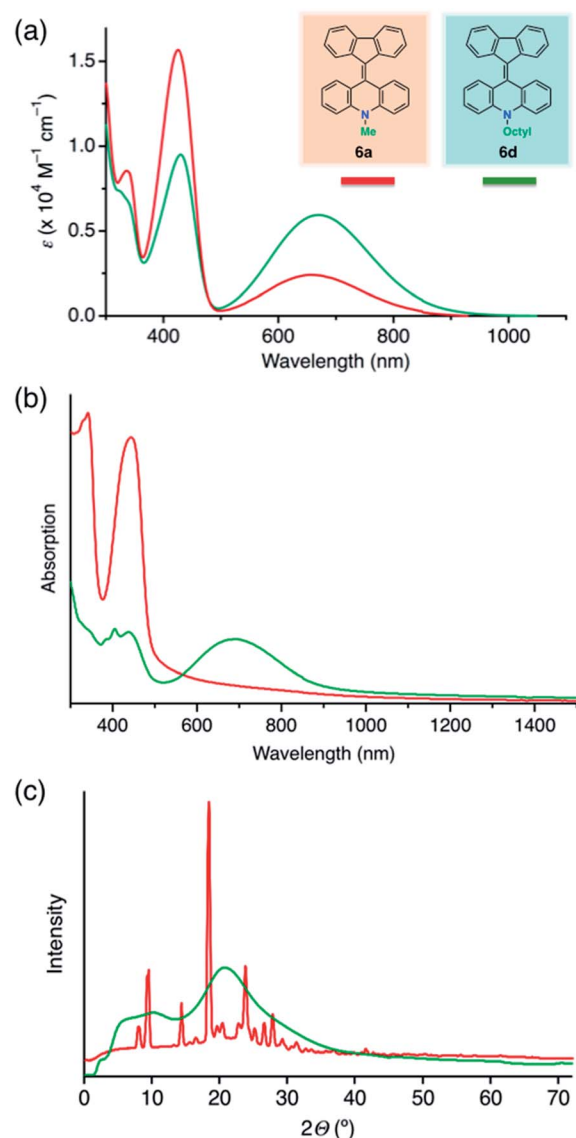 (a)
ε (x 10⁴ M⁻¹ cm⁻¹)
1.5
1.0
0.5
0.0
N
Me
6a
N
Octyl
6d
400 600 800 1000
Wavelength (nm)
(b)
Absorption
400 600 800 1000 1200 1400
Wavelength (nm)
(c)
Intensity
0 10 20 30 40 50 60 70
2Θ (º)